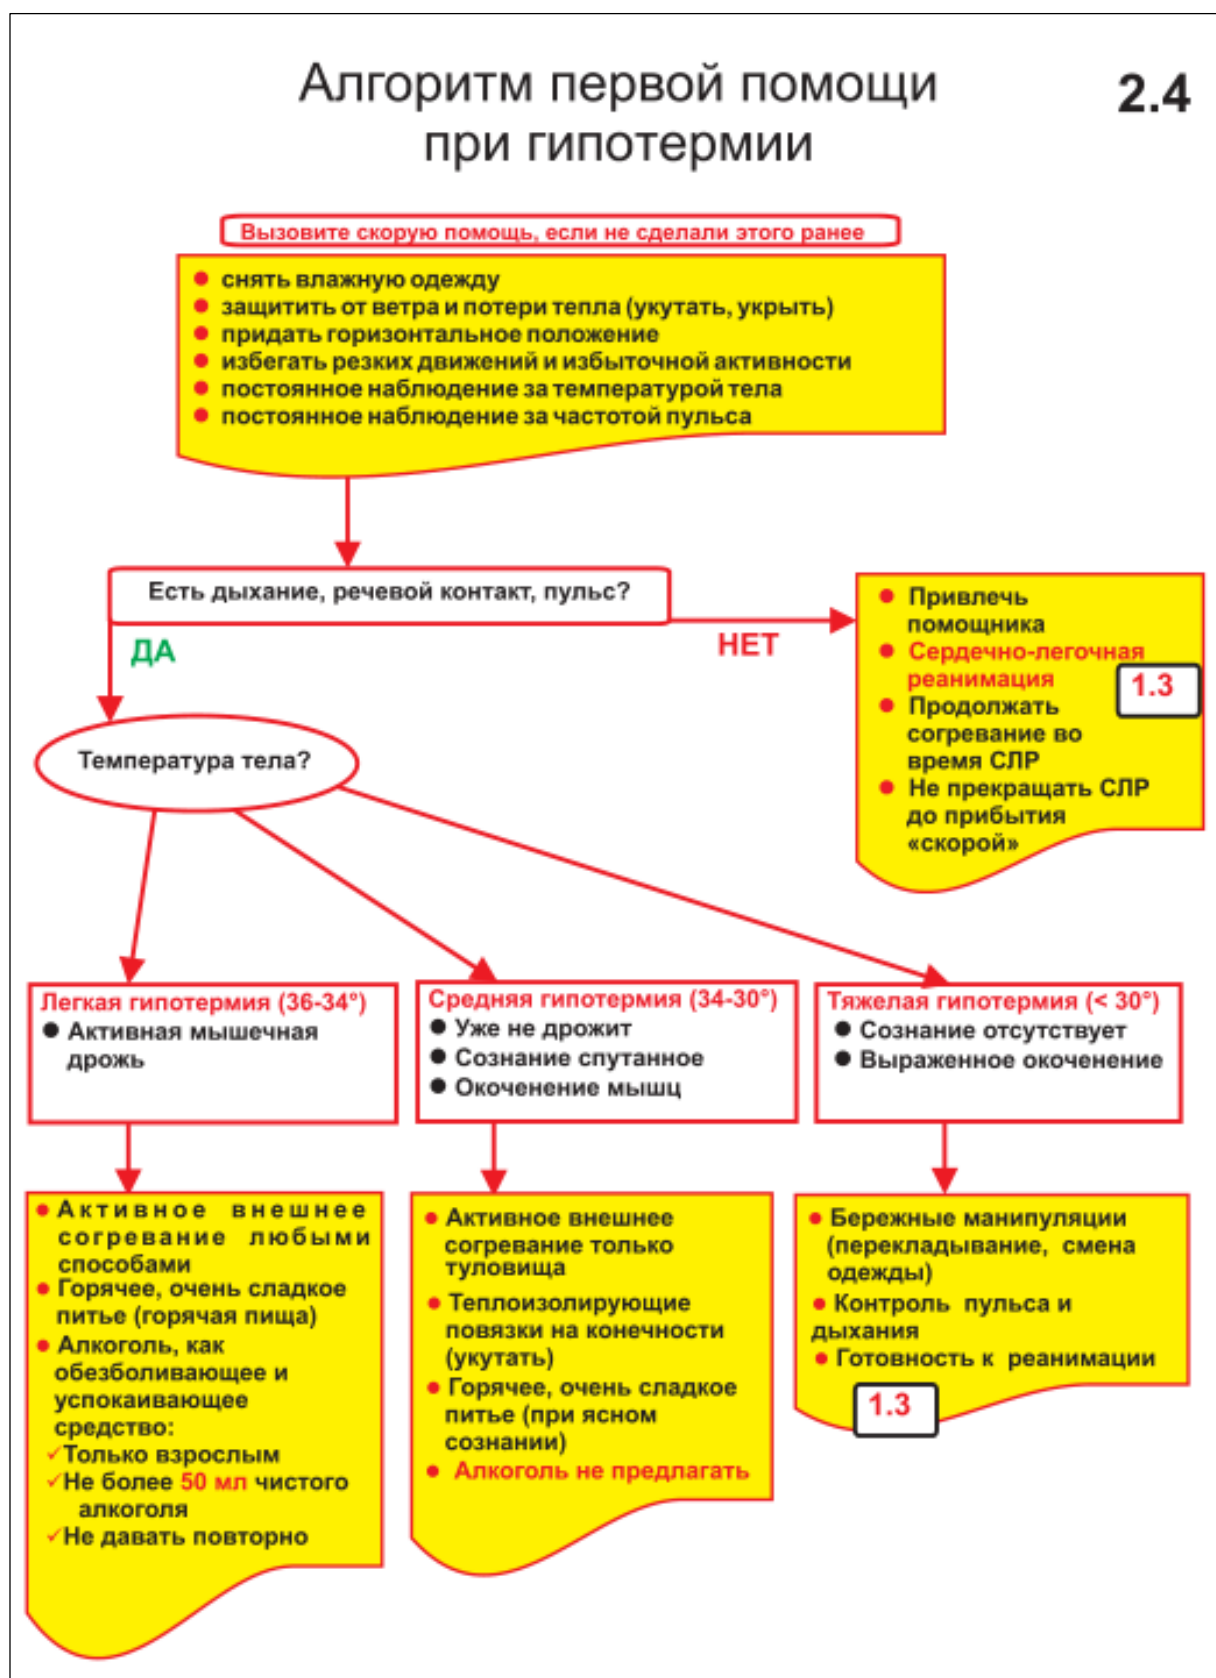 Алгоритм первой помощи
при гипотермии
2.4
Вызовите скорую помощь, если не сделали этого ранее
● снять влажную одежду
● защитить от ветра и потери тепла (укутать, укрыть)
● придать горизонтальное положение
● избегать резких движений и избыточной активности
● постоянное наблюдение за температурой тела
● постоянное наблюдение за частотой пульса
Есть дыхание, речевой контакт, пульс?
ДА
НЕТ
● Привлечь
помощника
● Сердечно-легочная
реанимация
1.3
● Продолжать
согревание во
время СЛР
● Не прекращать СЛР
до прибытия
«скорой»
Температура тела?
Легкая гипотермия (36-34°)
● Активная мышечная
дрожь
Средняя гипотермия (34-30°)
● Уже не дрожит
● Сознание спутанное
● Окоченение мышц
Тяжелая гипотермия (< 30°)
● Сознание отсутствует
● Выраженное окоченение
● Активное внешнее
согревание любыми
способами
● Горячее, очень сладкое
питье (горячая пища)
● Алкоголь, как
обезболивающее и
успокаивающее
средство:
✓Только взрослым
✓Не более 50 мл чистого
алкоголя
✓Не давать повторно
● Активное внешнее
согревание только
туловища
● Теплоизолирующие
повязки на конечности
(укутать)
● Горячее, очень сладкое
питье (при ясном
сознании)
● Алкоголь не предлагать
● Бережные манипуляции
(перекладывание, смена
одежды)
● Контроль пульса и
дыхания
● Готовность к реанимации
1.3